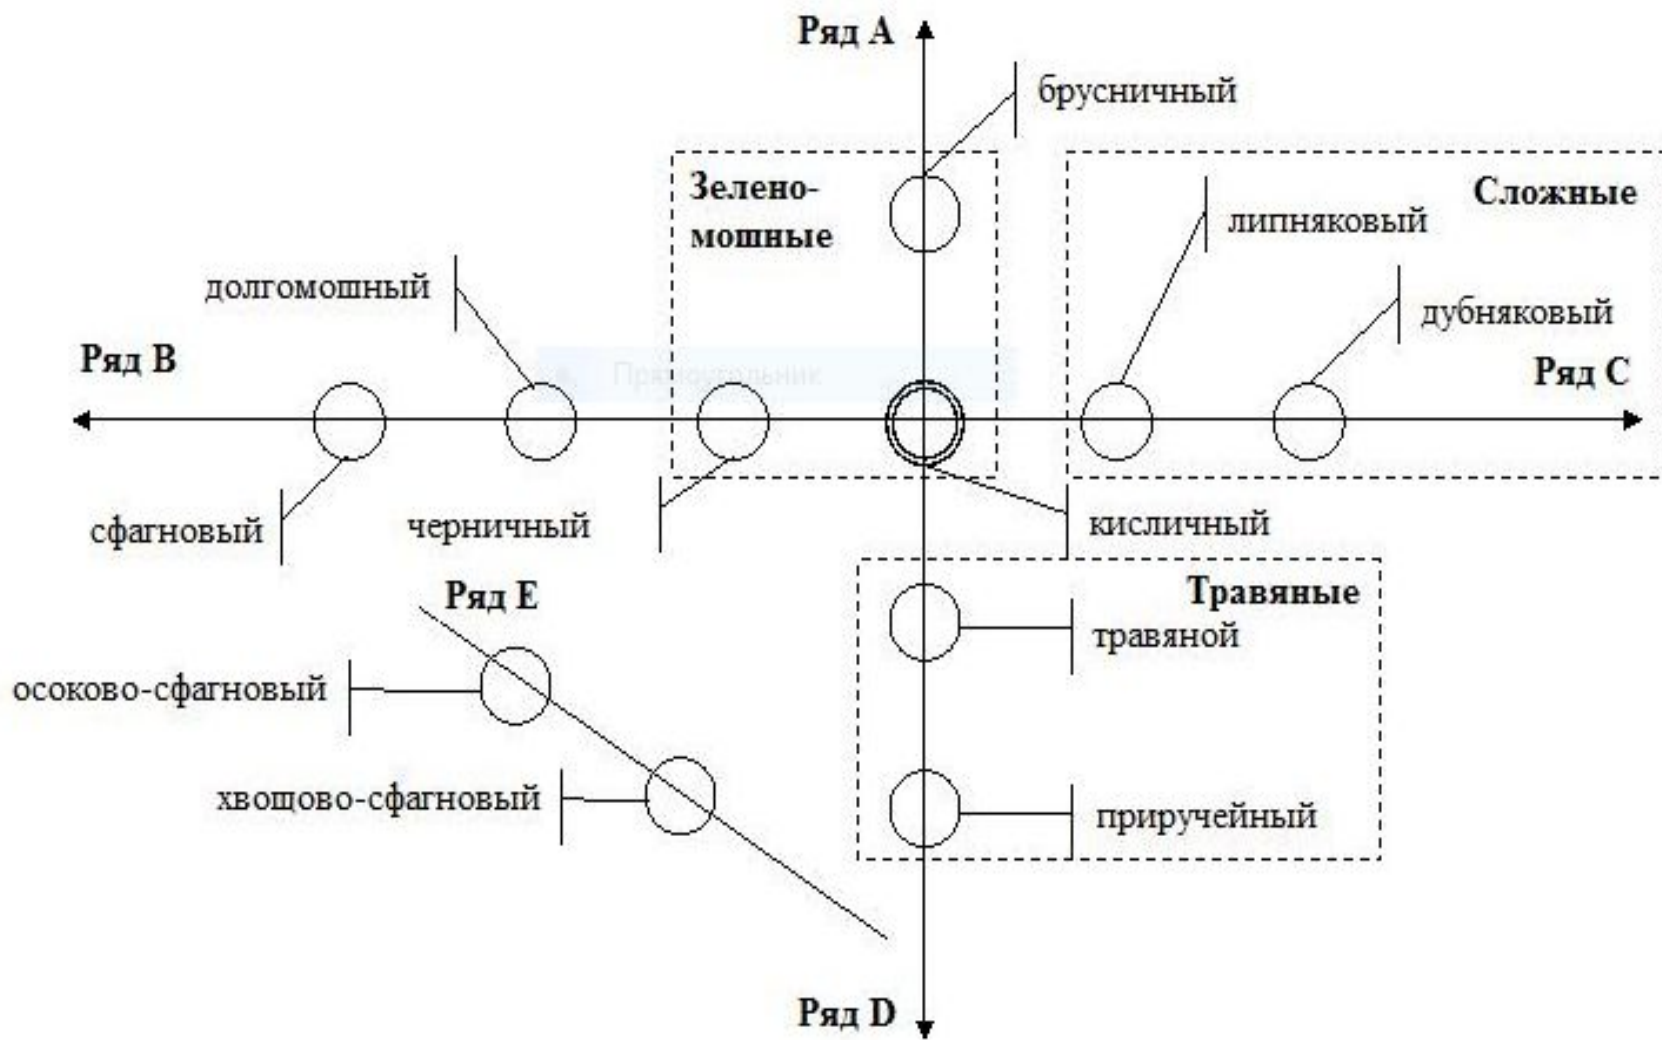 Ряд А
брусничный
Зелено-
мошные
Сложные
липняковый
долгомошный
дубняковый
Ряд В
Прямоугольник
Ряд С
сфагновый
черничный
кисличный
Ряд Е
Травяные
травяной
осоково-сфагновый
хвощово-сфагновый
приручейный
Ряд D